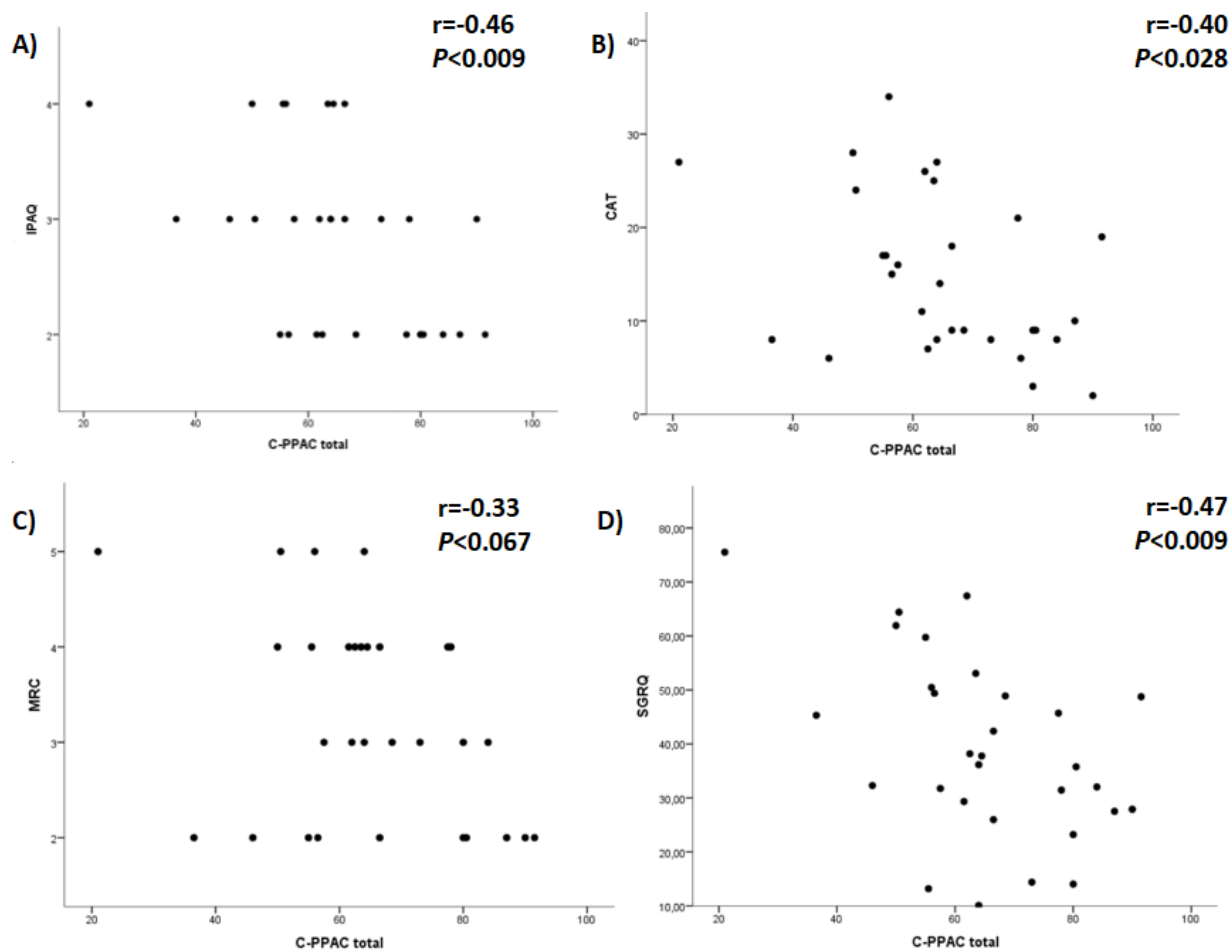 A)
r=-0.46
P<0.009
4
3
2
IPAQ
20 40 60 80 100
C-PPAC total
B)
r=-0.40
P<0.028
40
30
20
10
0
CAT
20 40 60 80 100
C-PPAC total
C)
r=-0.33
P<0.067
5
4
3
2
MRC
20 40 60 80 100
C-PPAC total
D)
r=-0.47
P<0.009
80,00
70,00
60,00
50,00
40,00
30,00
20,00
10,00
SGRQ
20 40 60 80 100
C-PPAC total